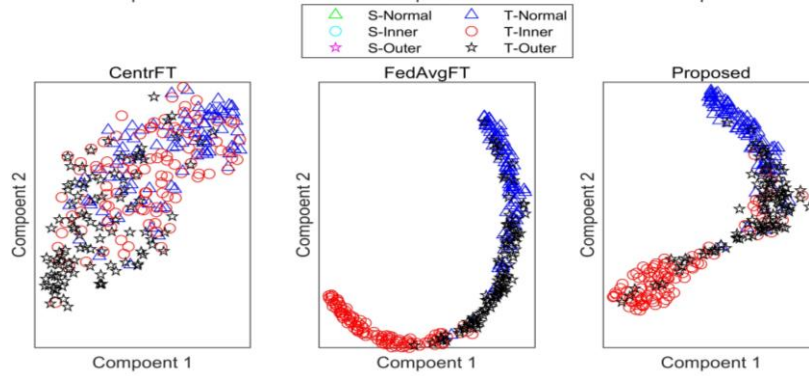 S-Normal T-Normal
S-Inner T-Inner
S-Outer T-Outer
CentrFT FedAvgFT Proposed
Compoent 2 Compoent 2 Compoent 2
Compoent 1 Compoent 1 Compoent 1